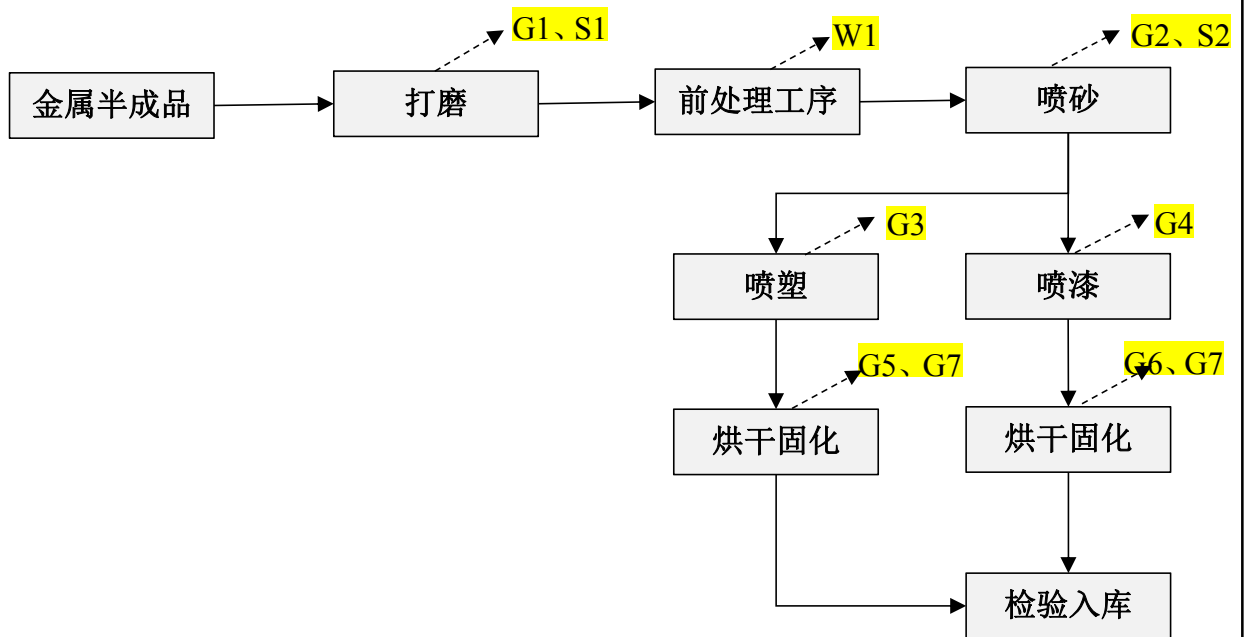 G1、S1
W1
G2、S2
金属半成品
打磨
前处理工序
喷砂
G3
G4
喷塑
喷漆
G5、G7
G6、G7
烘干固化
烘干固化
检验入库